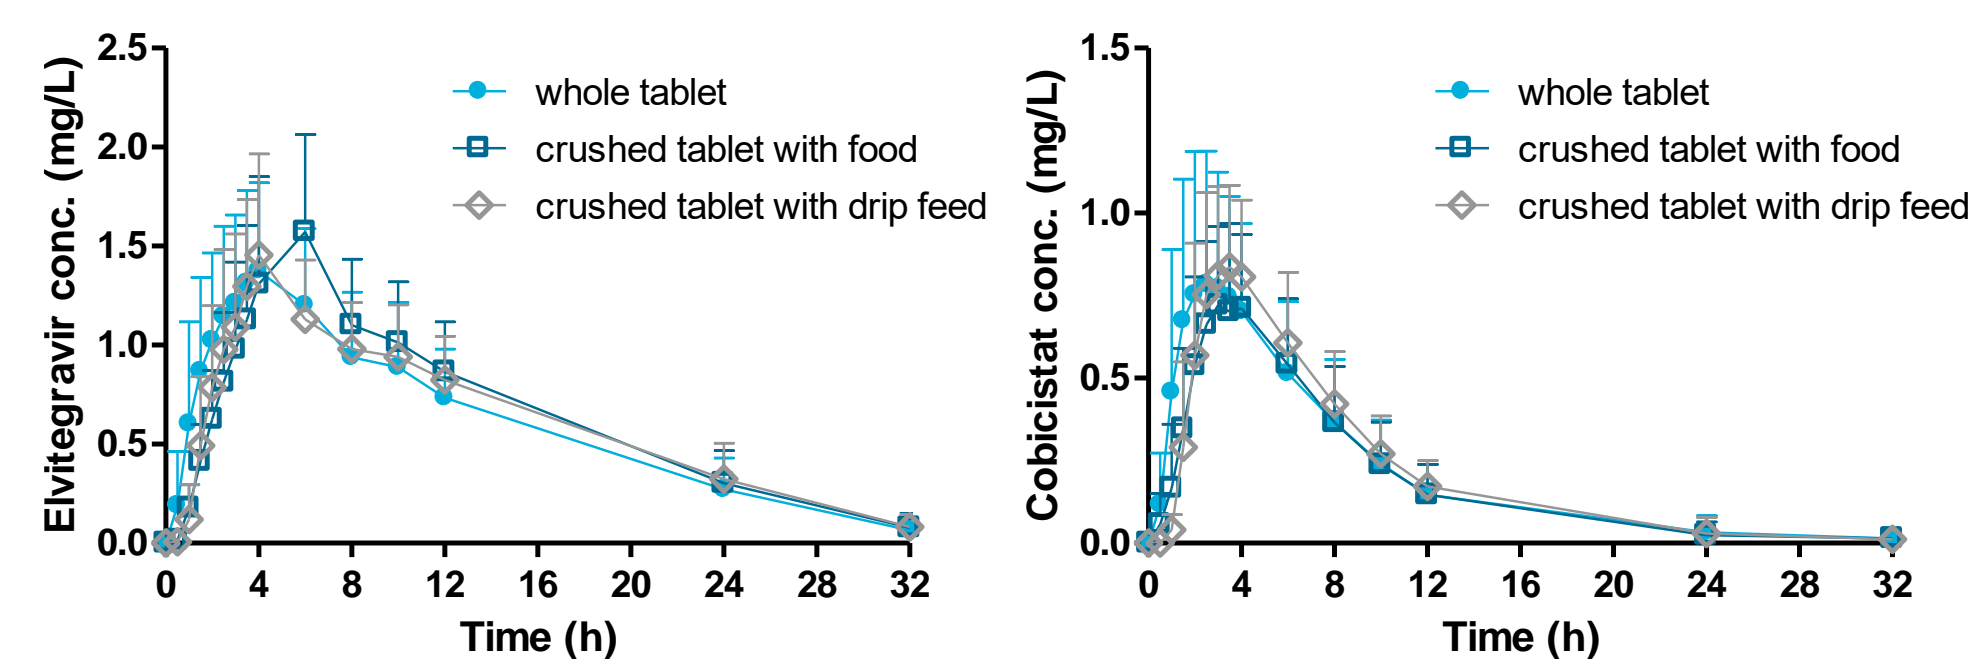 Elvitegravir conc. (mg/L)
2.5
2.0
1.5
1.0
0.5
0.0
whole tablet
crushed tablet with food
crushed tablet with drip feed
0 4 8 12 16 20 24 28 32
Time (h)
Cobicistat conc. (mg/L)
1.5
1.0
0.5
0.0
whole tablet
crushed tablet with food
crushed tablet with drip feed
0 4 8 12 16 20 24 28 32
Time (h)